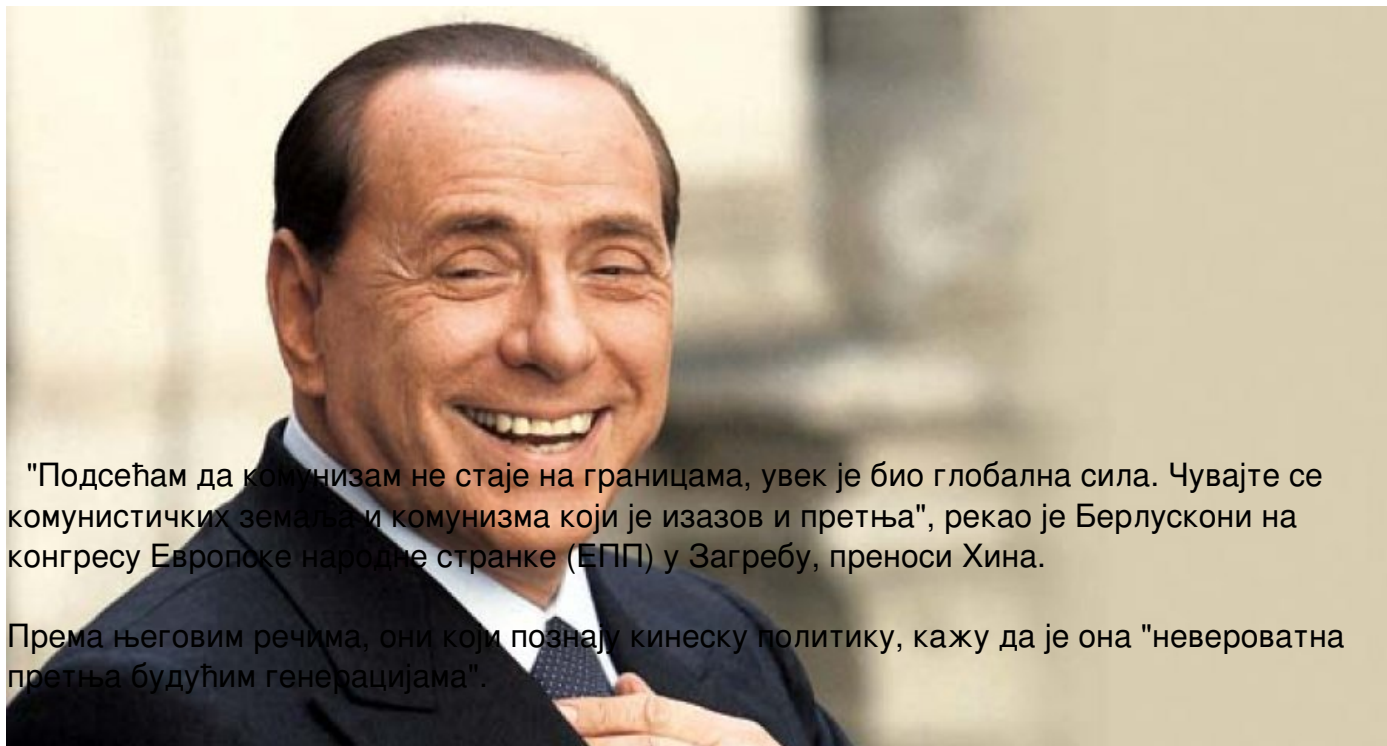 "Подсећам да комунизам не стаје на границама, увек је био глобална сила. Чувајте се
комунистичких земаља и комунизма који је изазов и претња", рекао је Берлускони на
конгресу Европске народне странке (ЕПП) у Загребу, преноси Хина.
Према његовим речима, они који познају кинеску политику, кажу да је она "невероватна
претња будућим генерацијама".